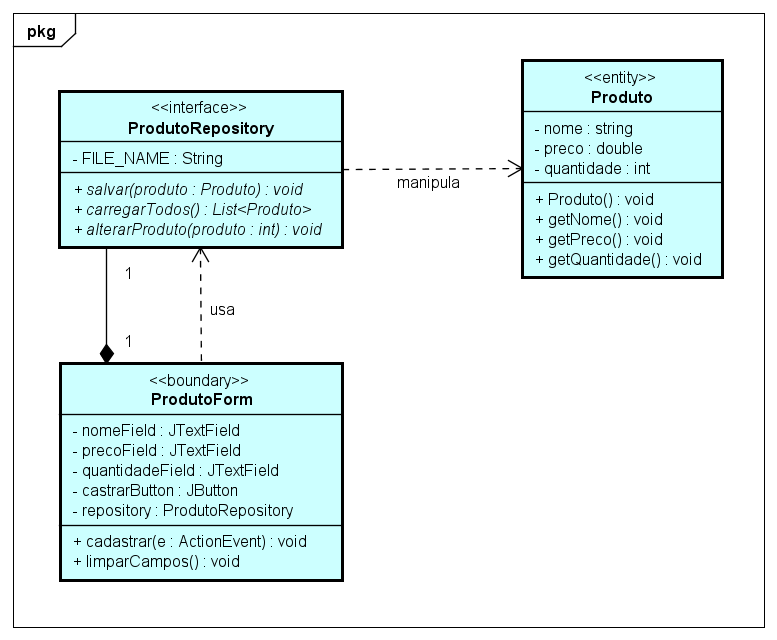 pkg
<<interface>>
ProdutoRepository
- FILE_NAME : String
+ salvar(produto : Produto) : void
+ carregarTodos() : List<Produto>
+ alterarProduto(produto : int) : void
manipula
<<entity>>
Produto
- nome : string
- preco : double
- quantidade : int
+ Produto() : void
+ getNome() : void
+ getPreco() : void
+ getQuantidade() : void
1
usa
1
<<boundary>>
ProdutoForm
- nomeField : JTextField
- precoField : JTextField
- quantidadeField : JTextField
- castrarButton : JButton
- repository : ProdutoRepository
+ cadastrar(e : ActionEvent) : void
+ limparCampos() : void